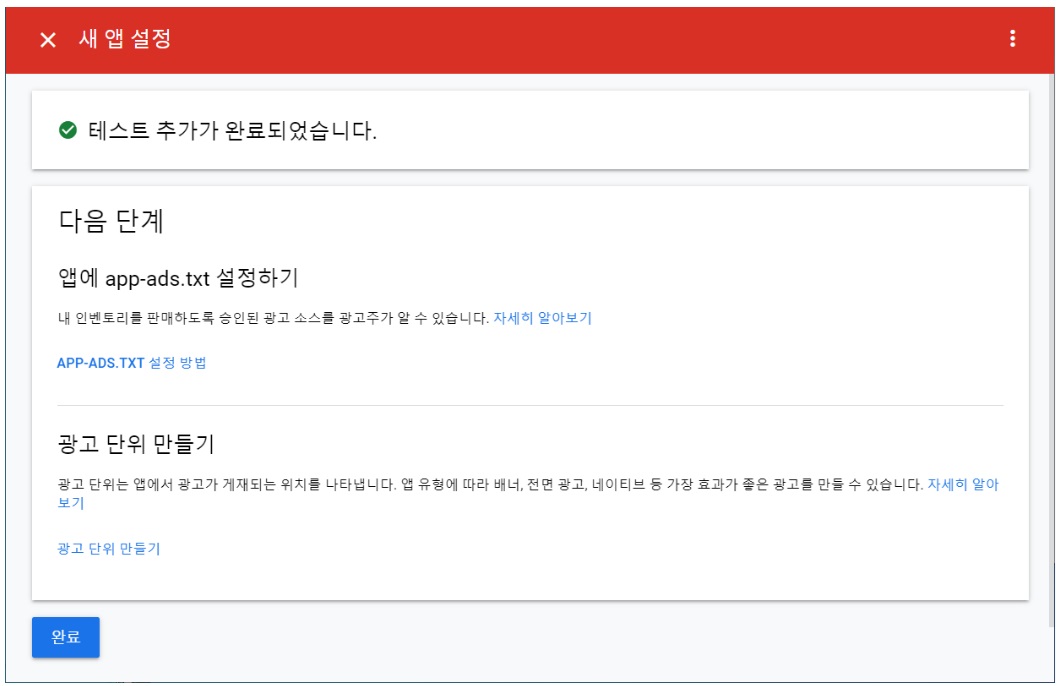 새 앱 설정
테스트 추가가 완료되었습니다.
다음 단계
앱에 app-ads.txt 설정하기
내 인벤토리를 판매하도록 승인된 광고 소스를 광고주가 알 수 있습니다. 자세히 알아보기
APP-ADS.TXT 설정 방법
광고 단위 만들기
광고 단위는 앱에서 광고가 게재되는 위치를 나타냅니다. 앱 유형에 따라 배너, 전면 광고, 네이티브 등 가장 효과가 좋은 광고를 만들 수 있습니다. 자세히 알아
보기
광고 단위 만들기
완료